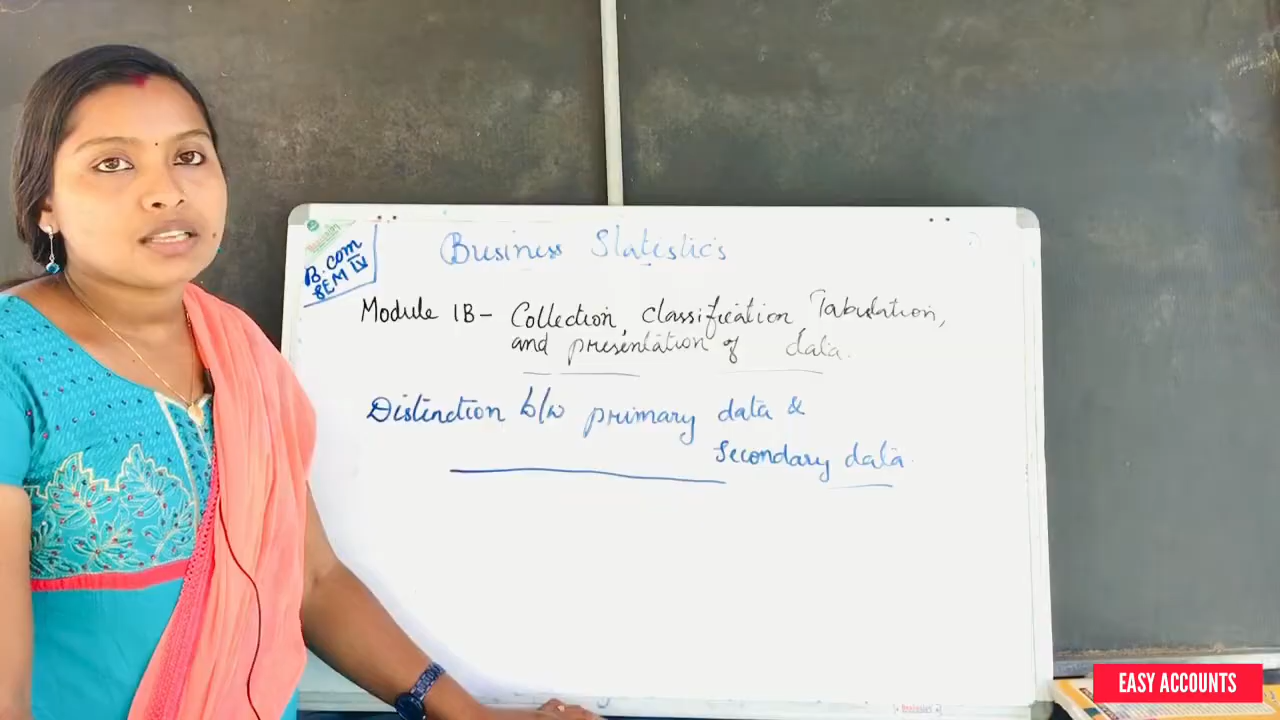 B.com
SEM IV
Business Statistics
Module 1B - Collection, classification, Tabulation,
and presentation of data.
Distinction b/w primary data &
Secondary data.
EASY ACCOUNTS